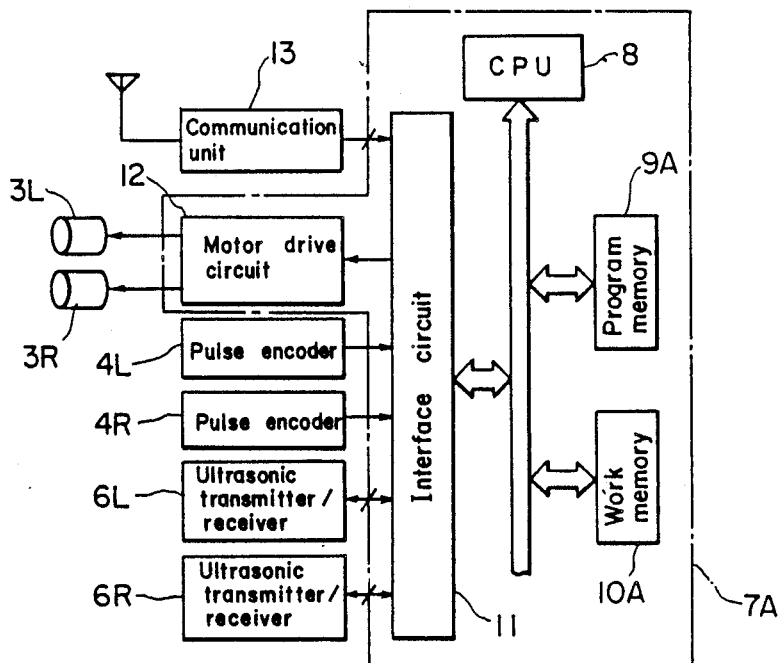 13
CPU
8
Communication
unit
3L
12
9A
Motor drive
circuit
Program
memory
3R
4L
Pulse encoder
Interface circuit
4R
Pulse encoder
6L
Ultrasonic
transmitter/
receiver
Work
memory
6R
Ultrasonic
transmitter/
receiver
10A
7A
11